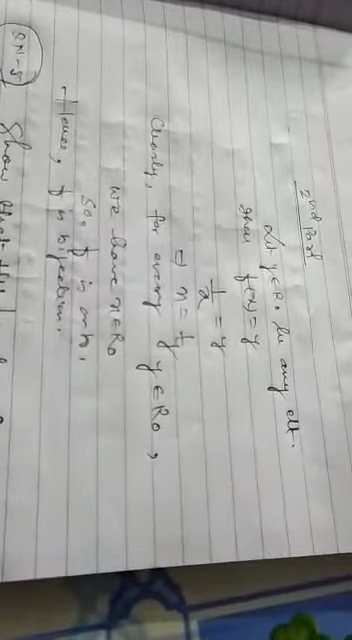 2nd Part
Let y ∈ R₀ be any elt.
then f(x) = y
1/x = y
⇒ x = 1/y
Clearly, for every y ∈ R₀,
we have x ∈ R₀
So, f is onto.
Hence, f is bijection.
Show that